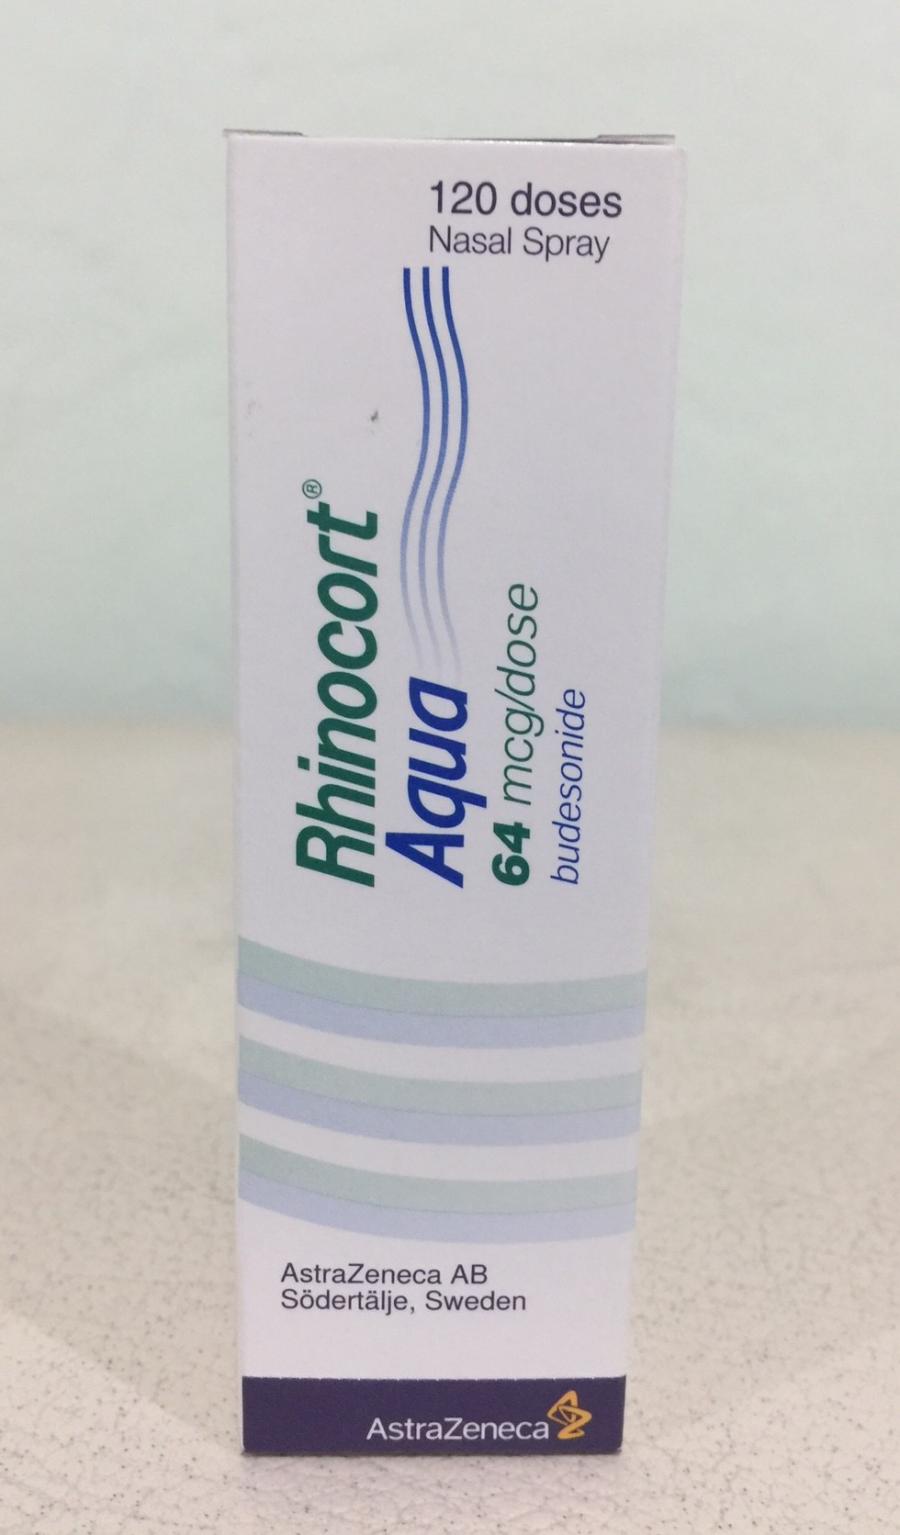 120 doses
Nasal Spray
Rhinocort®
Aqua
64 mcg/dose
budesonide
AstraZeneca AB
Södertälje, Sweden
AstraZeneca